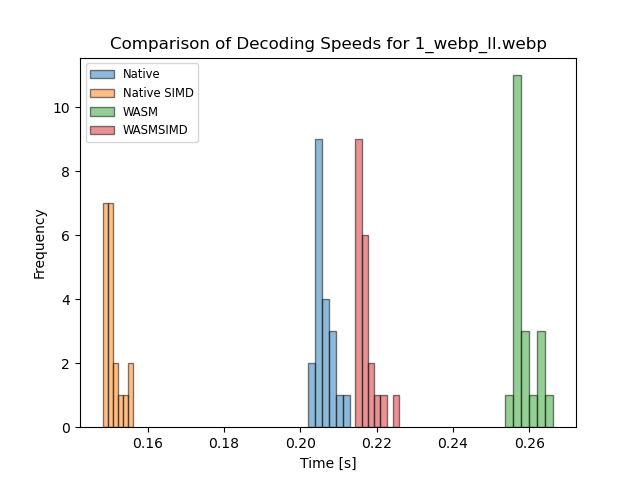 Comparison of Decoding Speeds for 1_webp_ll.webp
Native
Native SIMD
WASM
WASMSIMD
Frequency
10
8
6
4
2
0
0.16 0.18 0.20 0.22 0.24 0.26
Time [s]